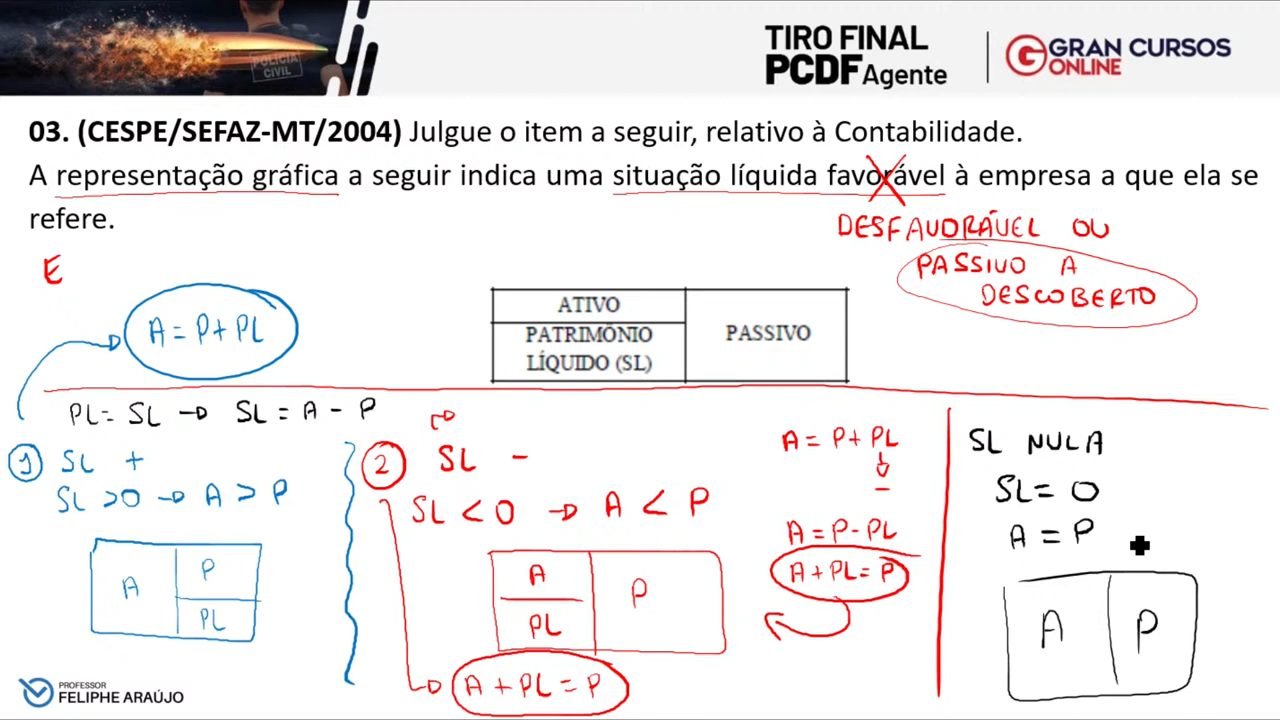 POLÍCIA
CIVIL
TIRO FINAL
PCDF Agente
GRAN CURSOS
ONLINE
03. (CESPE/SEFAZ-MT/2004) Julgue o item a seguir, relativo à Contabilidade.
A representação gráfica a seguir indica uma situação líquida favorável à empresa a que ela se
refere.
DESFAVORÁVEL OU
PASSIVO A
DESCOBERTO
E
A = P + PL
ATIVO
PATRIMÔNIO
LÍQUIDO (SL)
PASSIVO
PL = SL → SL = A - P
1 SL +
SL > 0 → A > P
A
P
PL
2 SL -
SL < 0 → A < P
A
PL
P
A + PL = P
A = P + PL
-
A = P - PL
A + PL = P
SL NULA
SL = 0
A = P
A P
PROFESSOR
FELIPHE ARAÚJO